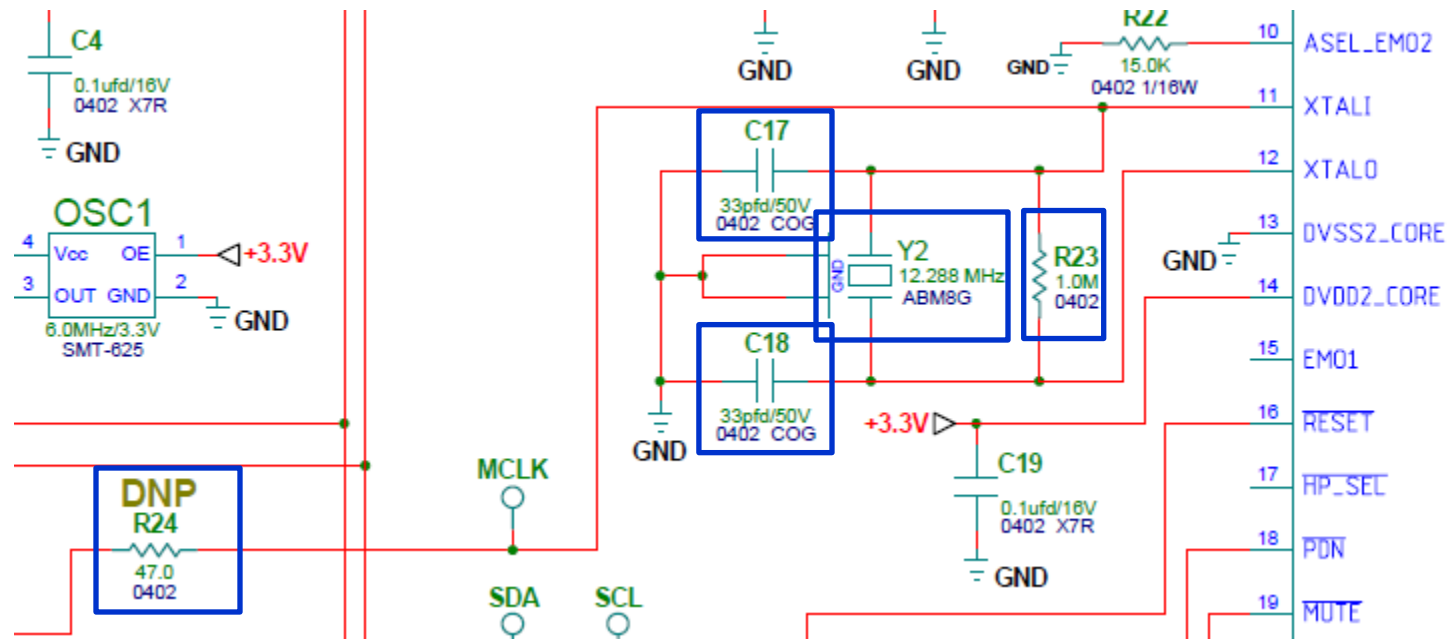 C4
0.1ufd/16V
0402 X7R
GND
GND
GND
R22
GND
15.0K
0402 1/16W
10 ASEL_EMO2
11 XTALI
12 XTALO
13 DVSS2_CORE
GND
14 DVDD2_CORE
15 EMO1
16 RESET
17 HP_SEL
18 PDN
19 MUTE
C17
33pfd/50V
0402 COG
OSC1
4 Vcc OE 1
+3.3V
3 OUT GND 2
GND
6.0MHz/3.3V
SMT-625
GND
Y2
12.288 MHz
ABM8G
R23
1.0M
0402
C18
33pfd/50V
0402 COG
GND
+3.3V
C19
0.1ufd/16V
0402 X7R
GND
DNP
R24
47.0
0402
MCLK
SDA
SCL